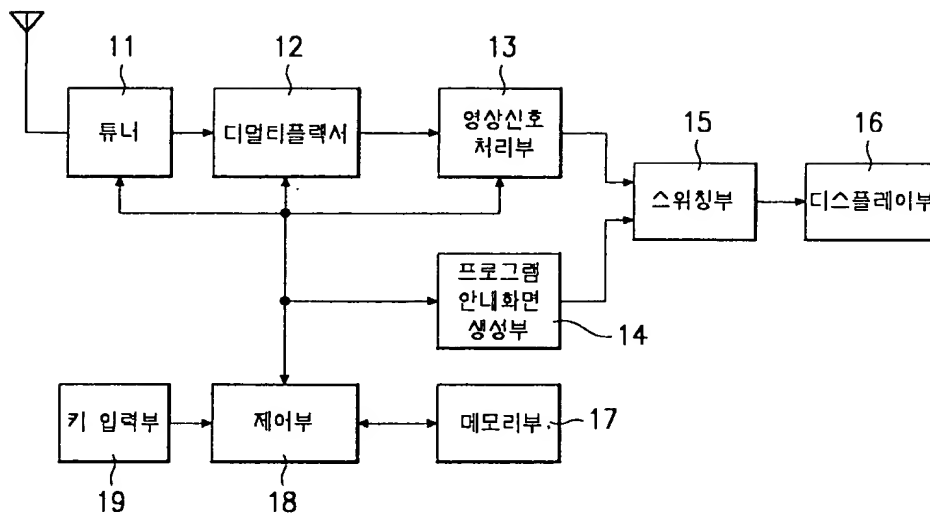 11
12
13
튜너
디멀티플렉서
영상신호
처리부
15
16
스위칭부
디스플레이부
프로그램
안내화면
생성부
14
키 입력부
제어부
메모리부
17
19
18